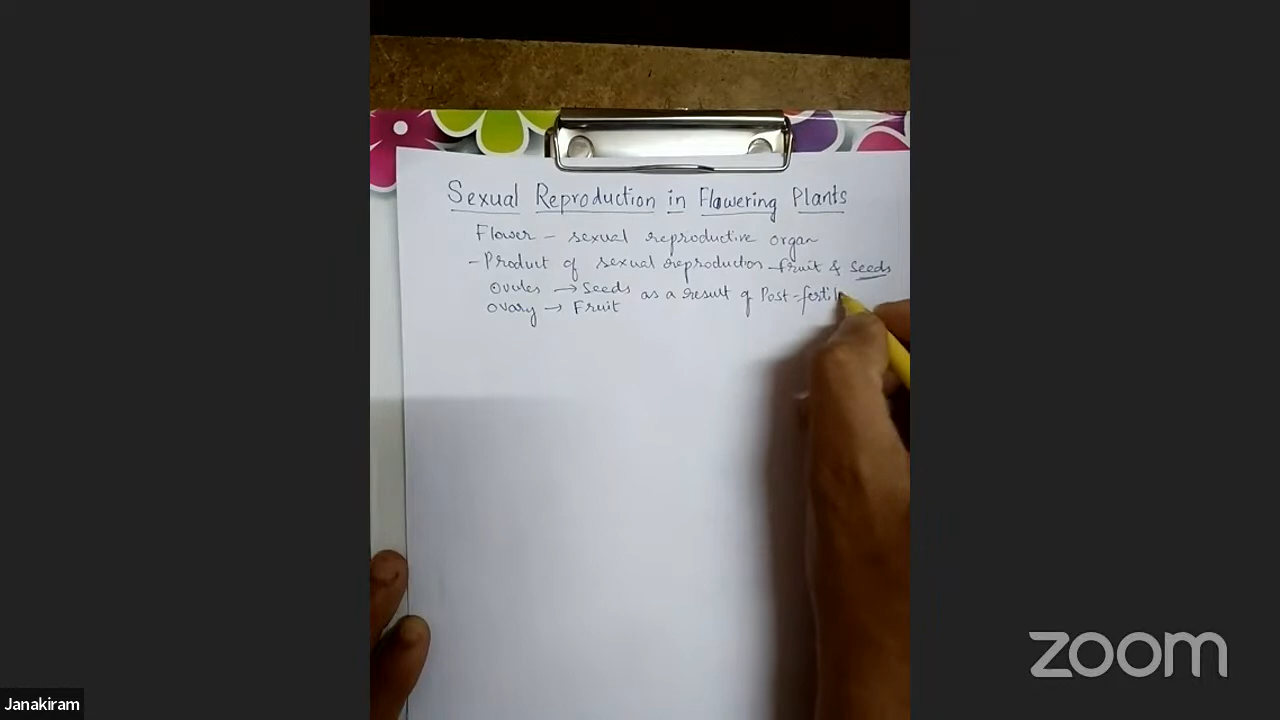 Sexual Reproduction in Flowering Plants
Flower - sexual reproductive organ
- Product of sexual reproduction - fruit & seeds
Ovules → Seeds as a result of Post-fertil
Ovary → Fruit
zoom
Janakiram